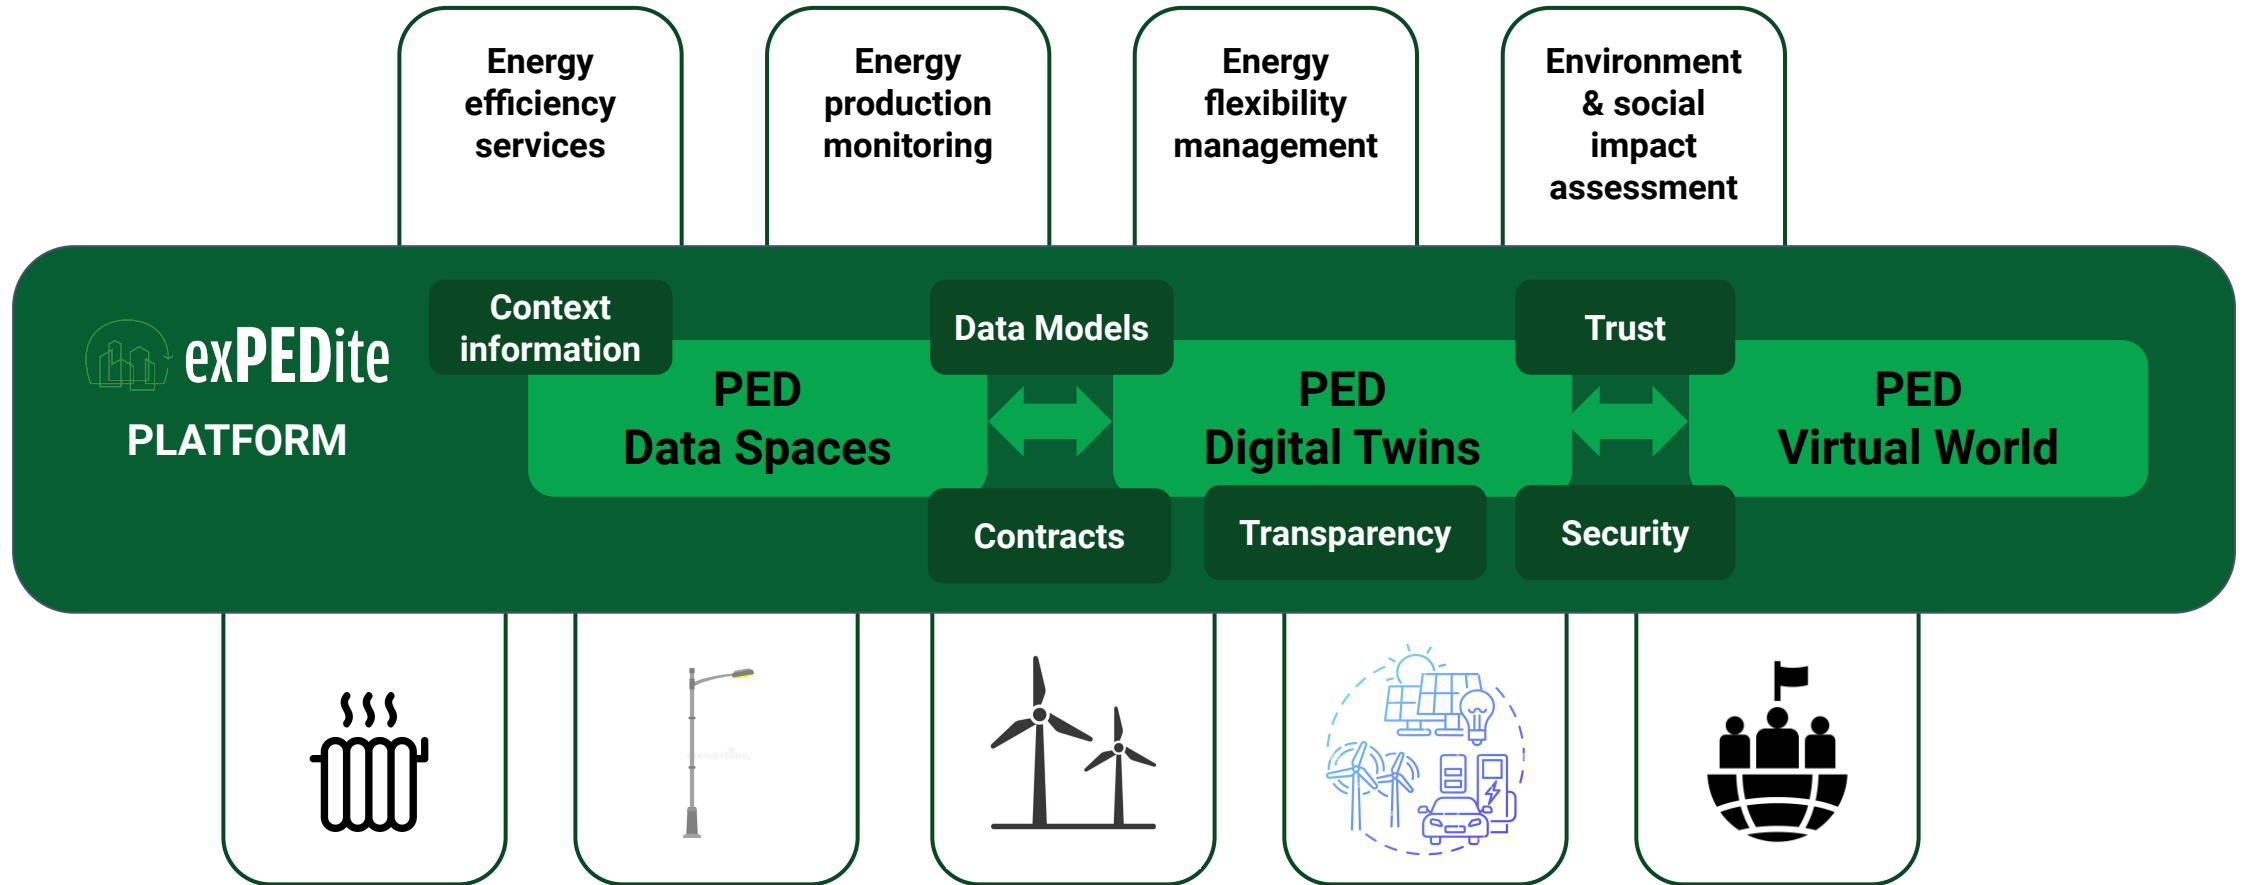 Energy
efficiency
services
Energy
production
monitoring
Energy
flexibility
management
Environment
& social
impact
assessment
exPEDite
PLATFORM
Context
information
Data Models
Trust
PED
Data Spaces
PED
Digital Twins
PED
Virtual World
Contracts
Transparency
Security